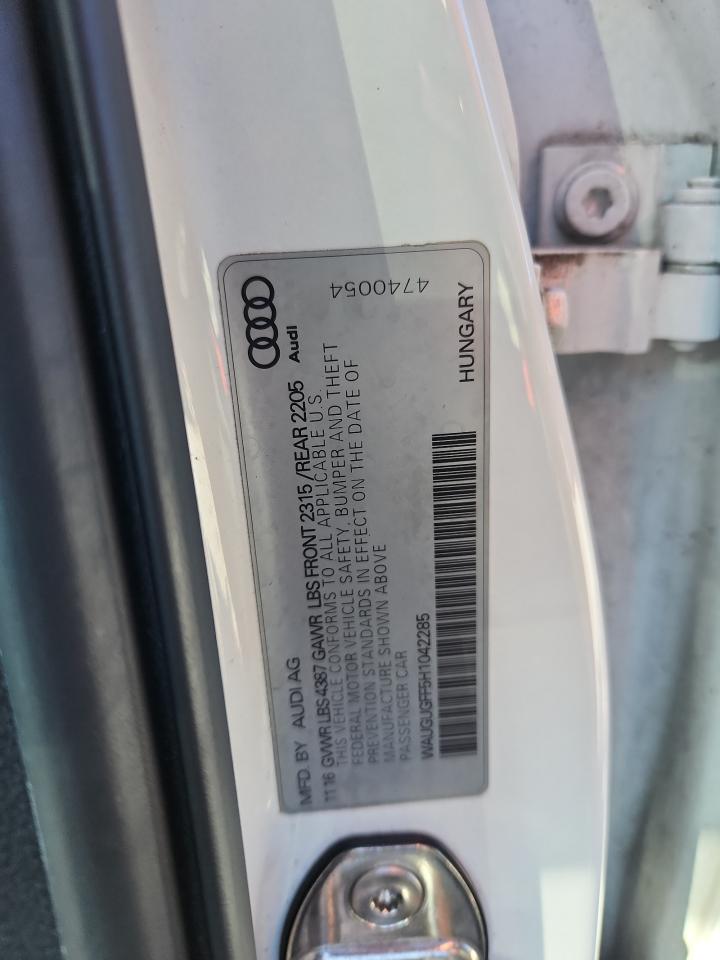 MFD. BY AUDI AG
Audi
11 16 GVWR LBS 4387 GAWR LBS FRONT 2315 /REAR 2205
THIS VEHICLE CONFORMS TO ALL APPLICABLE U.S.
FEDERAL MOTOR VEHICLE SAFETY, BUMPER AND THEFT
PREVENTION STANDARDS IN EFFECT ON THE DATE OF
MANUFACTURE SHOWN ABOVE
PASSENGER CAR
4740054
WAUGUGFF5H1042285
HUNGARY